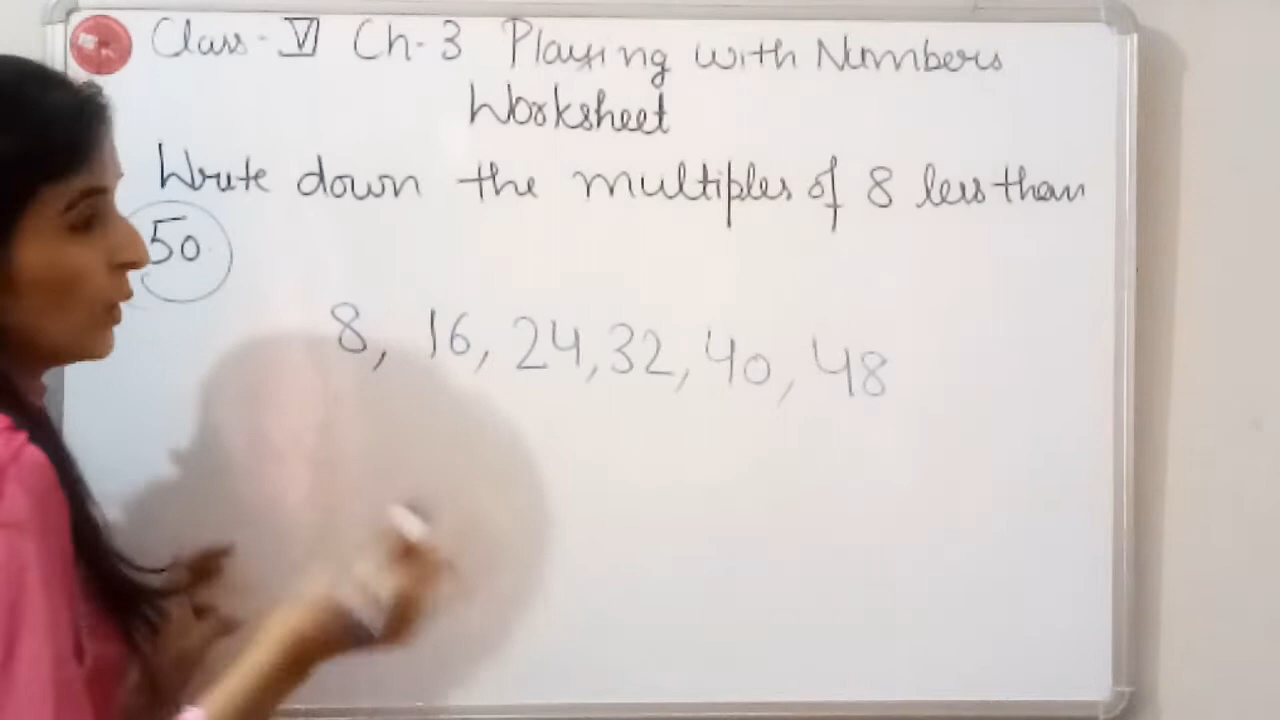 Class-VI Ch-3 Playing with Numbers
Worksheet
Write down the multiples of 8 less than
50
8, 16, 24, 32, 40, 48